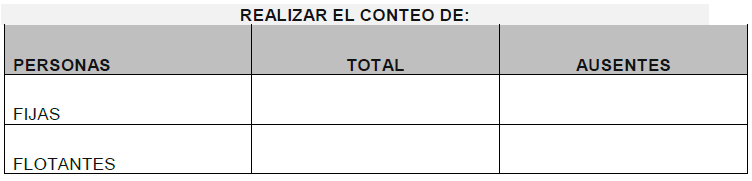 REALIZAR EL CONTEO DE:
PERSONAS TOTAL AUSENTES
FIJAS
FLOTANTES